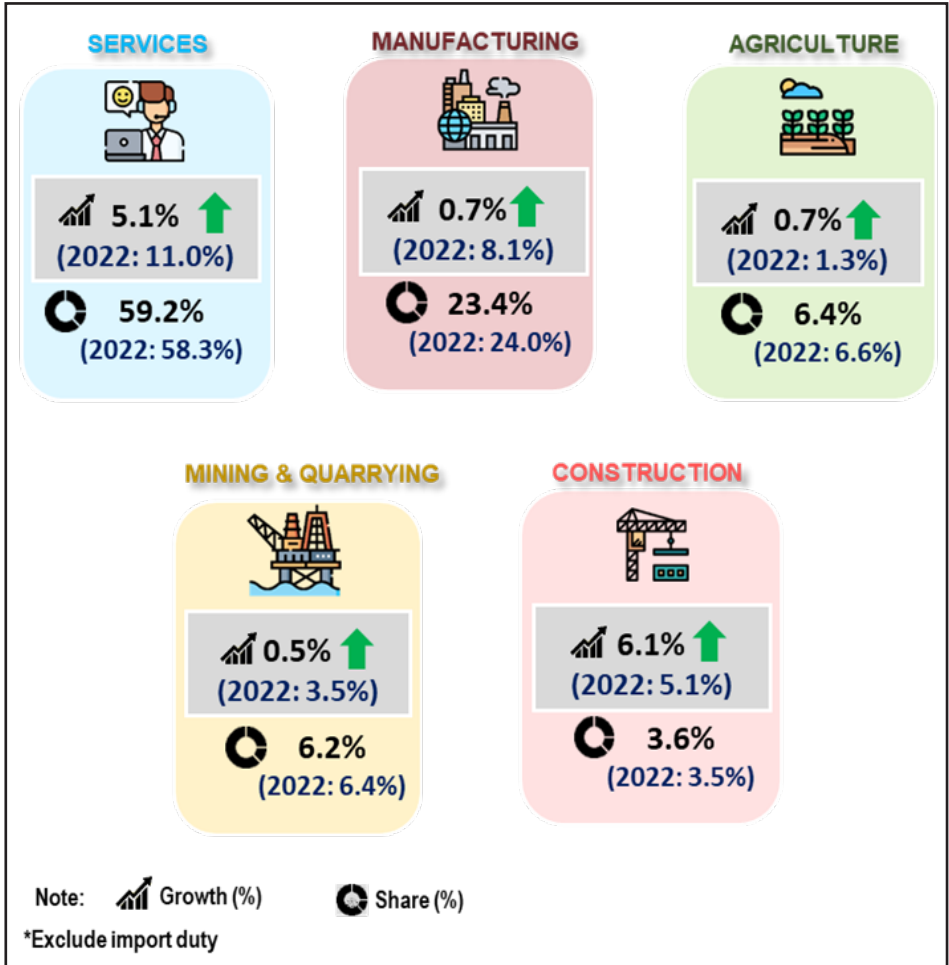 SERVICES
5.1%
(2022: 11.0%)
59.2%
(2022: 58.3%)
MANUFACTURING
0.7%
(2022: 8.1%)
23.4%
(2022: 24.0%)
AGRICULTURE
0.7%
(2022: 1.3%)
6.4%
(2022: 6.6%)
MINING & QUARRYING
0.5%
(2022: 3.5%)
6.2%
(2022: 6.4%)
CONSTRUCTION
6.1%
(2022: 5.1%)
3.6%
(2022: 3.5%)
Note: Growth (%) Share (%)
*Exclude import duty